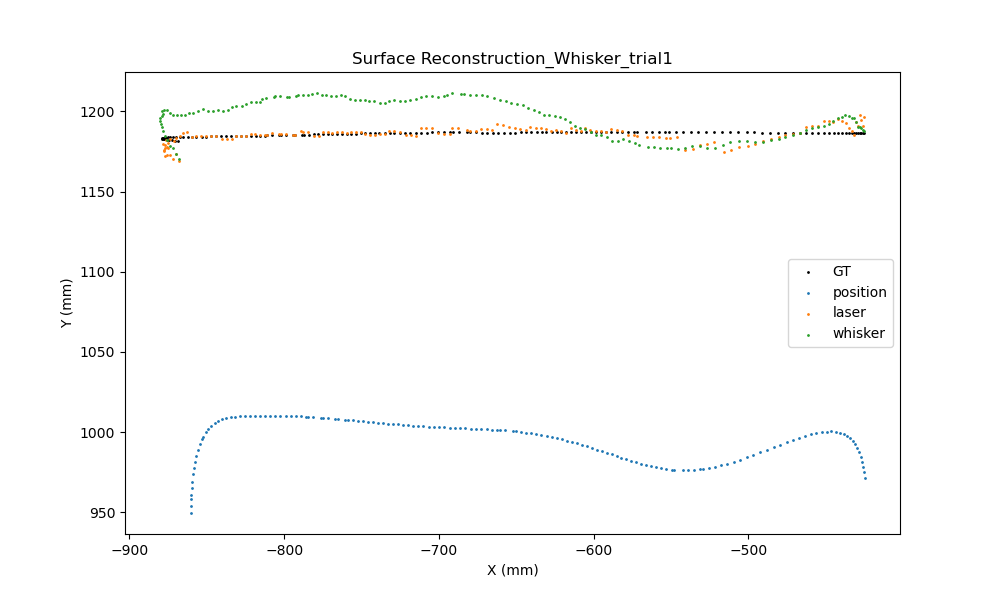 Surface Reconstruction_Whisker_trial1
Y (mm)
1200
1150
1100
1050
1000
950
GT
position
laser
whisker
−900
−800
−700
−600
−500
X (mm)